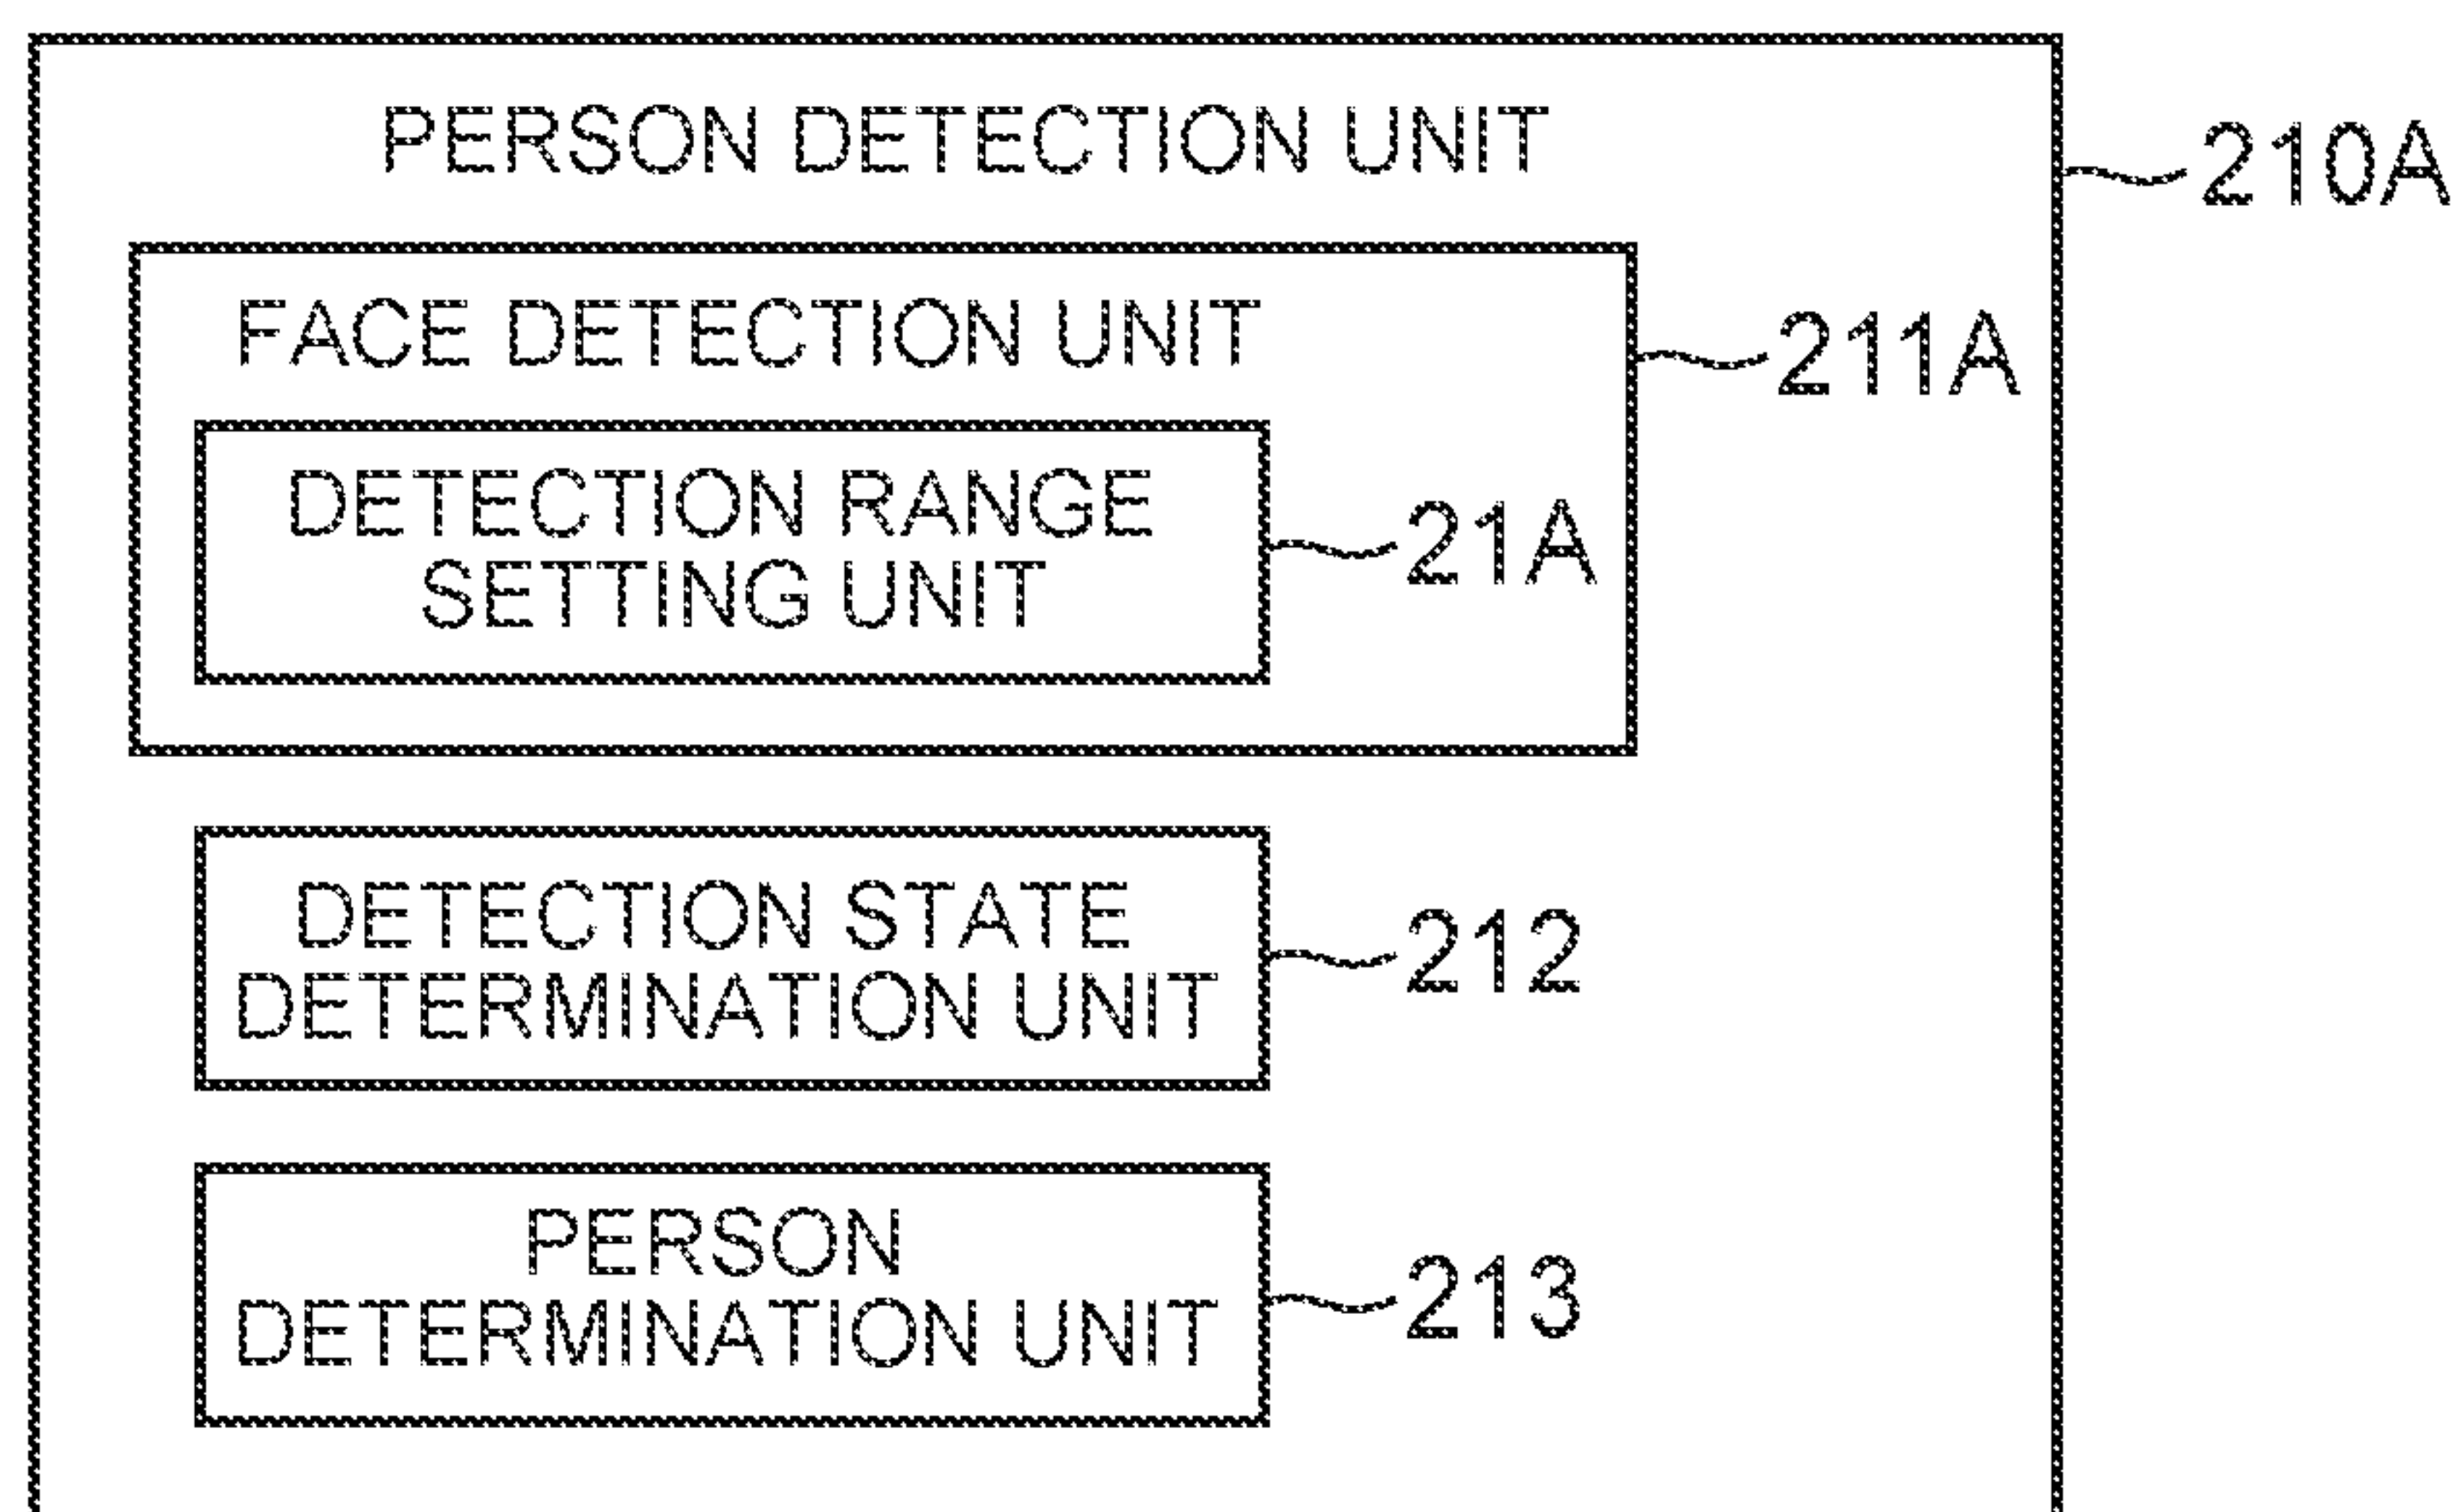 PERSON DETECTION UNIT
210A
FACE DETECTION UNIT
211A
DETECTION RANGE
SETTING UNIT
21A
DETECTION STATE
DETERMINATION UNIT
212
PERSON
DETERMINATION UNIT
213